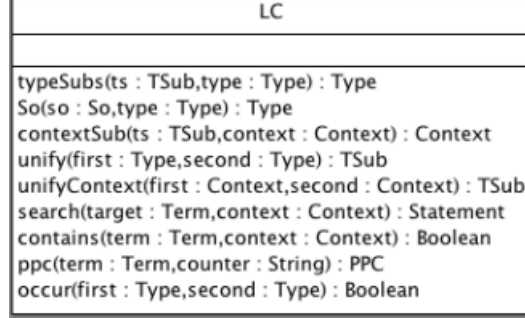 LC
typeSubs(ts : TSub,type : Type) : Type
So(so : So,type : Type) : Type
contextSub(ts : TSub,context : Context) : Context
unify(first : Type,second : Type) : TSub
unifyContext(first : Context,second : Context) : TSub
search(target : Term,context : Context) : Statement
contains(term : Term,context : Context) : Boolean
ppc(term : Term,counter : String) : PPC
occur(first : Type,second : Type) : Boolean